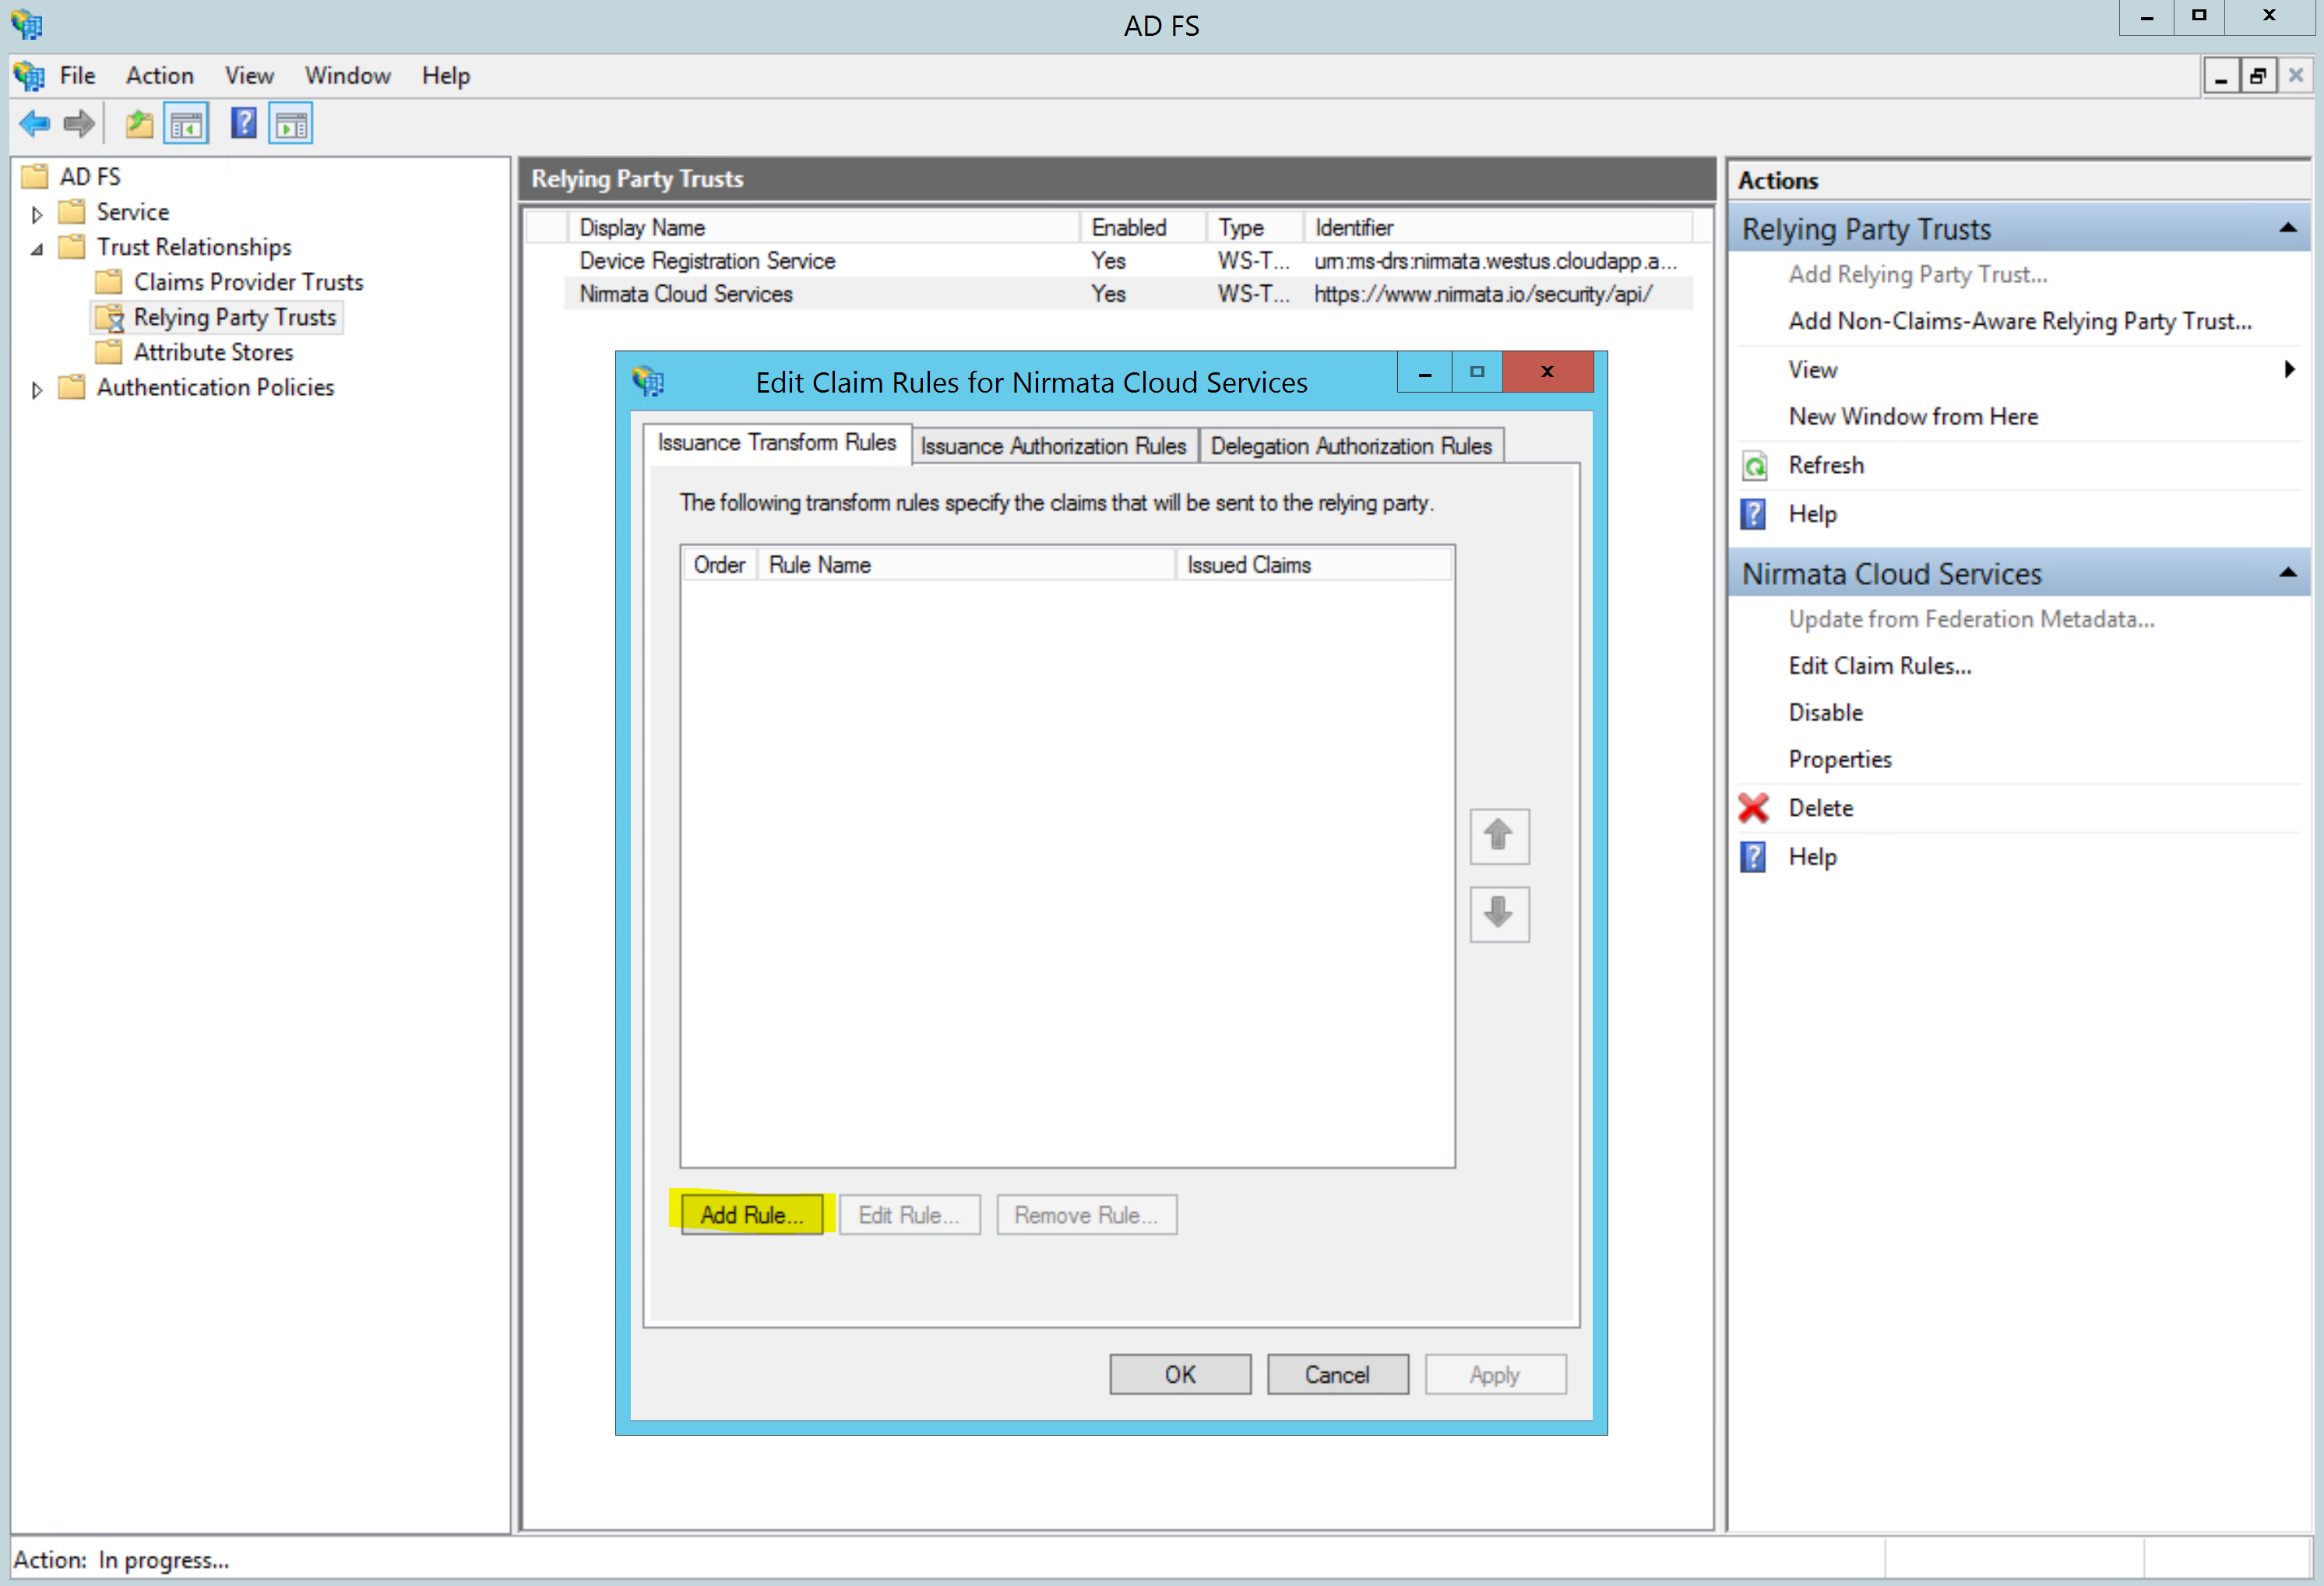 AD FS
File Action View Window Help
AD FS
Service
Trust Relationships
Claims Provider Trusts
Relying Party Trusts
Attribute Stores
Authentication Policies
Relying Party Trusts
Display Name Enabled Type Identifier
Device Registration Service Yes WS-T... urn:ms-drs:nirmata.westus.cloudapp.a...
Nirmata Cloud Services Yes WS-T... https://www.nirmata.io/security/api/
Edit Claim Rules for Nirmata Cloud Services
Issuance Transform Rules Issuance Authorization Rules Delegation Authorization Rules
The following transform rules specify the claims that will be sent to the relying party.
Order Rule Name Issued Claims
Add Rule... Edit Rule... Remove Rule...
OK Cancel Apply
Actions
Relying Party Trusts
Add Relying Party Trust...
Add Non-Claims-Aware Relying Party Trust...
View
New Window from Here
Refresh
Help
Nirmata Cloud Services
Update from Federation Metadata...
Edit Claim Rules...
Disable
Properties
Delete
Help
Action: In progress...